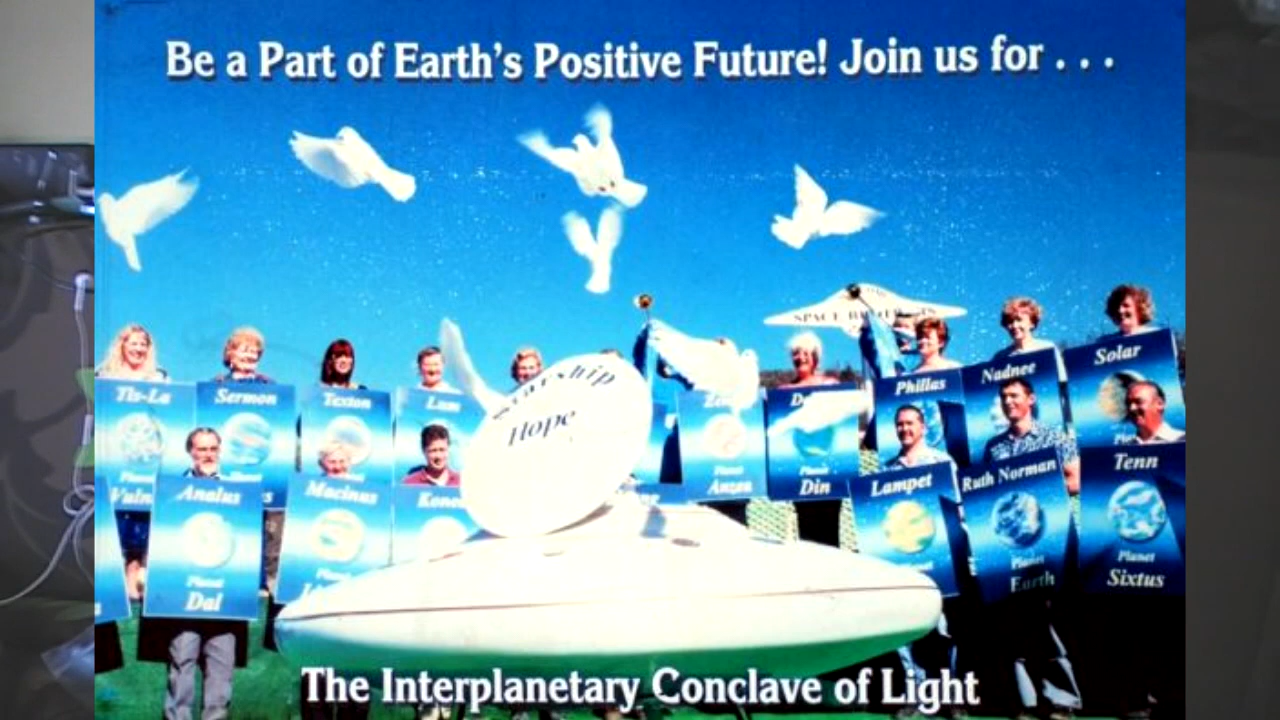 Be a Part of Earth's Positive Future! Join us for . . .
SPACE
Starship
Hope
Tis-La
Sermon
Texton
Phillas
Nadnee
Solar
Planet
Anzea
Planet
Din
Analus
Planet
Dal
Macinus
Lampet
Ruth Norman
Planet
Earth
Tenn
Planet
Sixtus
The Interplanetary Conclave of Light